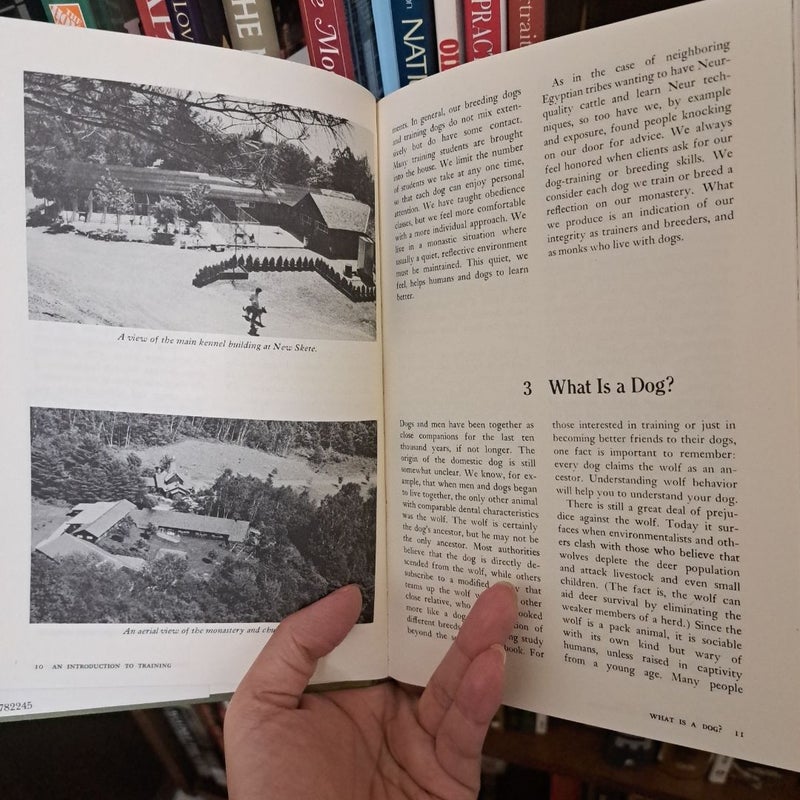 LOV
THE
The Mo
NAT
PRAC
trait
A view of the main kennel building at New Skete.
An aerial view of the monastery and chu
10 AN INTRODUCTION TO TRAINING
782245
ments. In general, our breeding dogs
and training dogs do not mix exten-
sively but do have some contact.
Many training students are brought
into the house. We limit the number
of students we take at any one time,
so that each dog can enjoy personal
attention. We have taught obedience
classes, but we feel more comfortable
with a more individual approach. We
live in a monastic situation where
usually a quiet, reflective environment
must be maintained. This quiet, we
feel, helps humans and dogs to learn
better.
As in the case of neighboring
Egyptian tribes wanting to have Neur-
quality cattle and learn Neur tech-
niques, so too have we, by example
and exposure, found people knocking
on our door for advice. We always
feel honored when clients ask for our
dog-training or breeding skills. We
consider each dog we train or breed a
reflection on our monastery. What
we produce is an indication of our
integrity as trainers and breeders, and
as monks who live with dogs.
3 What Is a Dog?
Dogs and men have been together as
close companions for the last ten
thousand years, if not longer. The
origin of the domestic dog is still
somewhat unclear. We know, for ex-
ample, that when men and dogs began
to live together, the only other animal
with comparable dental characteristics
was the wolf. The wolf is certainly
the dog's ancestor, but he may not be
the only ancestor. Most authorities
believe that the dog is directly de-
scended from the wolf, while others
subscribe to a modified that
teams up the wolf other
close relative, who ooked
more like a dog. ion of
different breeds
beyond the study
book. For
those interested in training or just in
becoming better friends to their dogs,
one fact is important to remember:
every dog claims the wolf as an an-
cestor. Understanding wolf behavior
will help you to understand your dog.
There is still a great deal of preju-
dice against the wolf. Today it sur-
faces when environmentalists and oth-
ers clash with those who believe that
wolves deplete the deer population
and attack livestock and even small
children. (The fact is, the wolf can
aid deer survival by eliminating the
weaker members of a herd.) Since the
wolf is a pack animal, it is sociable
with its own kind but wary of
humans, unless raised in captivity
from a young age. Many people
WHAT IS A DOG? 11